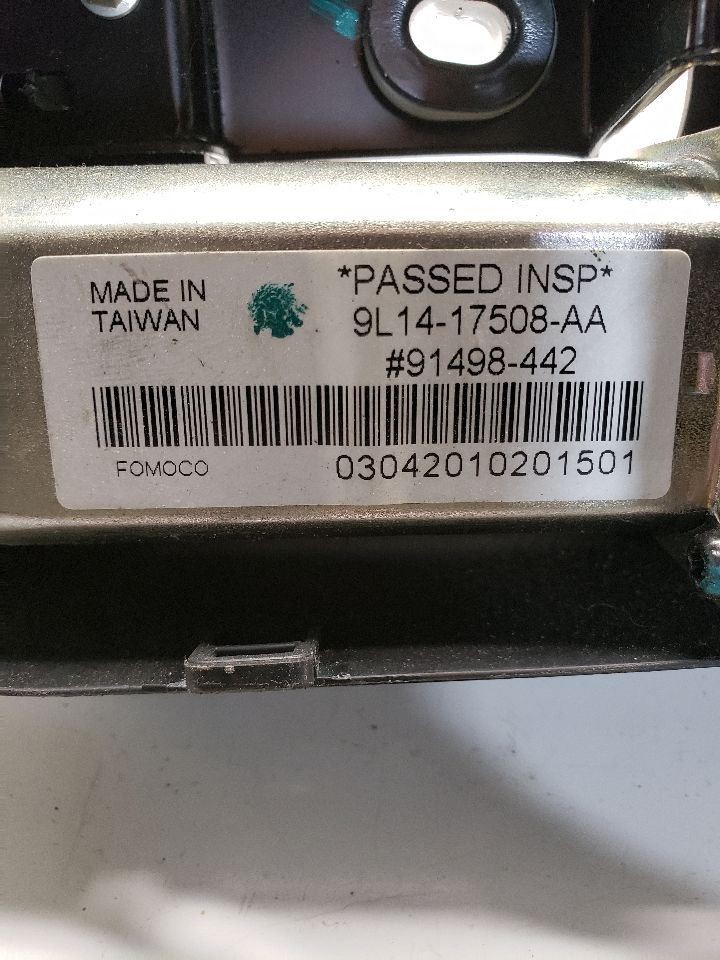 MADE IN
TAIWAN
*PASSED INSP*
9L14-17508-AA
#91498-442
FOMOCO
03042010201501